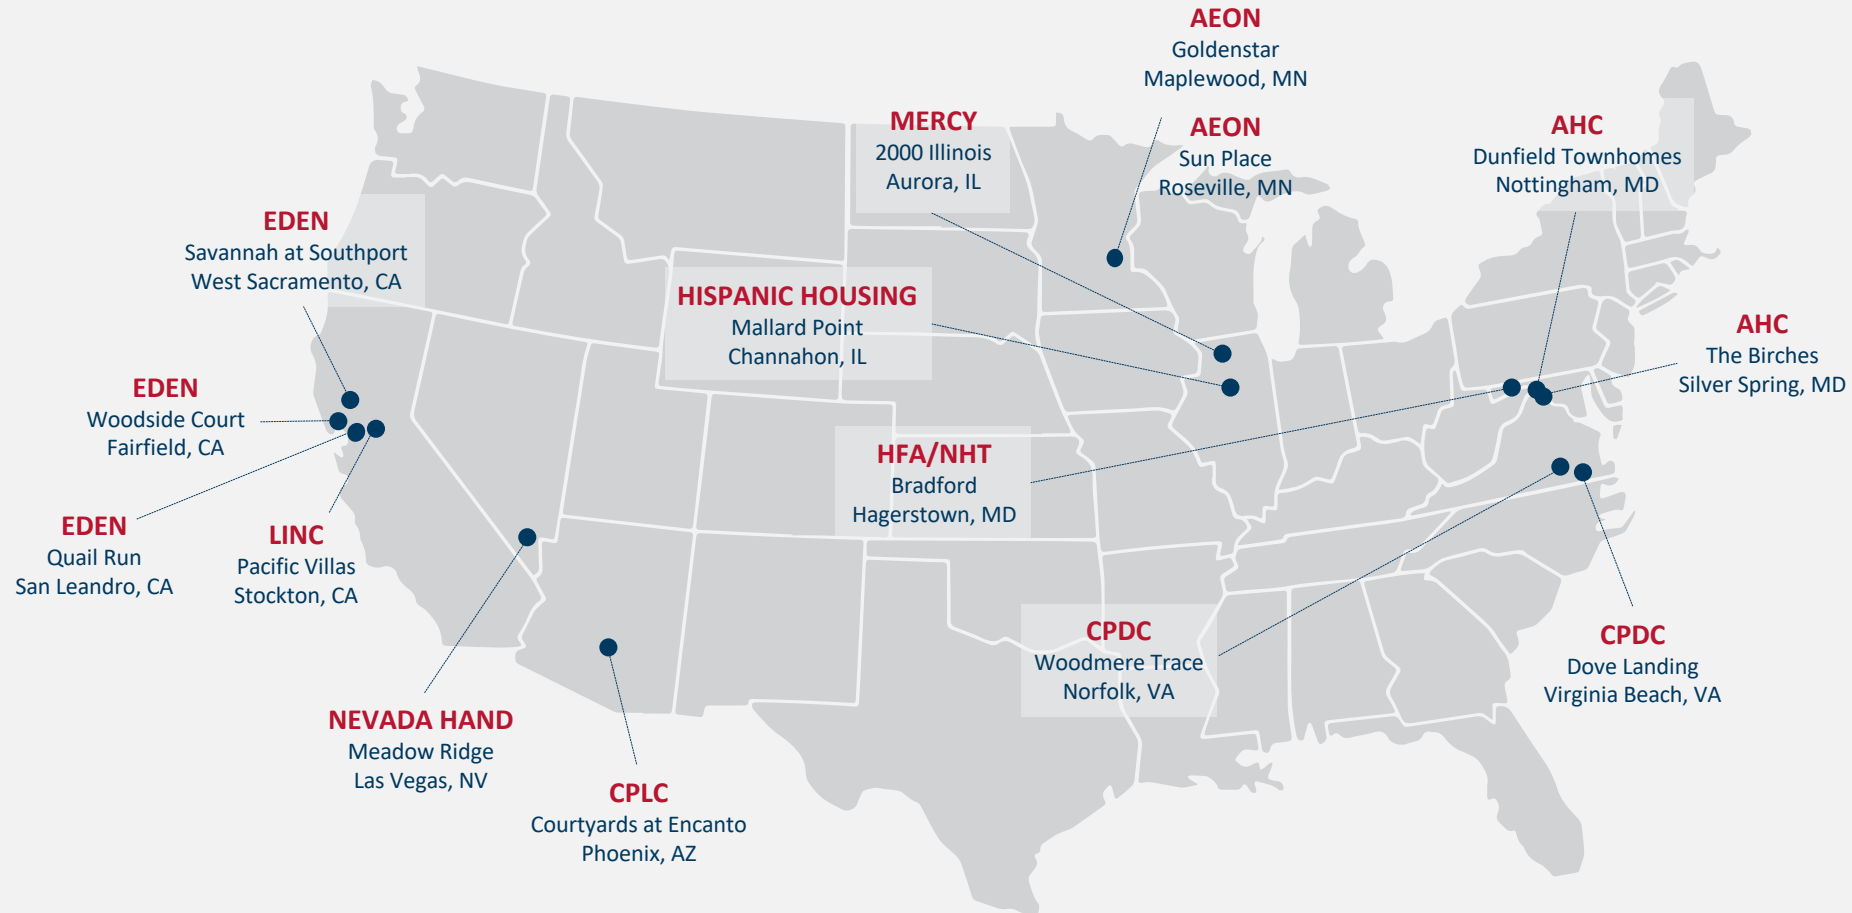 AEON
Goldenstar
Maplewood, MN
AEON
Sun Place
Roseville, MN
MERCY
2000 Illinois
Aurora, IL
AHC
Dunfield Townhomes
Nottingham, MD
EDEN
Savannah at Southport
West Sacramento, CA
HISPANIC HOUSING
Mallard Point
Channahon, IL
AHC
The Birches
Silver Spring, MD
EDEN
Woodside Court
Fairfield, CA
HFA/NHT
Bradford
Hagerstown, MD
EDEN
Quail Run
San Leandro, CA
LINC
Pacific Villas
Stockton, CA
CPDC
Woodmere Trace
Norfolk, VA
CPDC
Dove Landing
Virginia Beach, VA
NEVADA HAND
Meadow Ridge
Las Vegas, NV
CPLC
Courtyards at Encanto
Phoenix, AZ